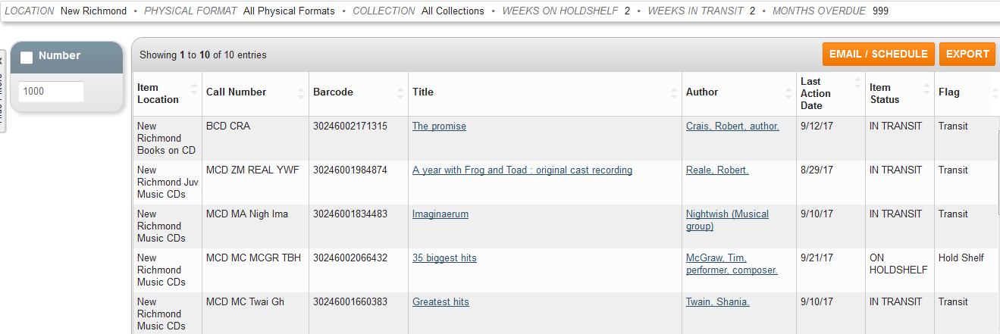 LOCATION New Richmond • PHYSICAL FORMAT All Physical Formats • COLLECTION All Collections • WEEKS ON HOLDSHELF 2 • WEEKS IN TRANSIT 2 • MONTHS OVERDUE 999
Number
1000
Showing 1 to 10 of 10 entries
EMAIL / SCHEDULE
EXPORT
Item Location
Call Number
Barcode
Title
Author
Last Action Date
Item Status
Flag
New Richmond Books on CD
BCD CRA
30246002171315
The promise
Crais, Robert, author.
9/12/17
IN TRANSIT
Transit
New Richmond Juv Music CDs
MCD ZM REAL YWF
30246001984874
A year with Frog and Toad : original cast recording
Reale, Robert.
8/29/17
IN TRANSIT
Transit
New Richmond Music CDs
MCD MA Nigh Ima
30246001834483
Imaginaerum
Nightwish (Musical group)
9/10/17
IN TRANSIT
Transit
New Richmond Music CDs
MCD MC MCGR TBH
30246002066432
35 biggest hits
McGraw, Tim, performer, composer.
9/21/17
ON HOLDSHELF
Hold Shelf
New Richmond Music CDs
MCD MC Twai Gh
30246001660383
Greatest hits
Twain, Shania.
9/10/17
IN TRANSIT
Transit